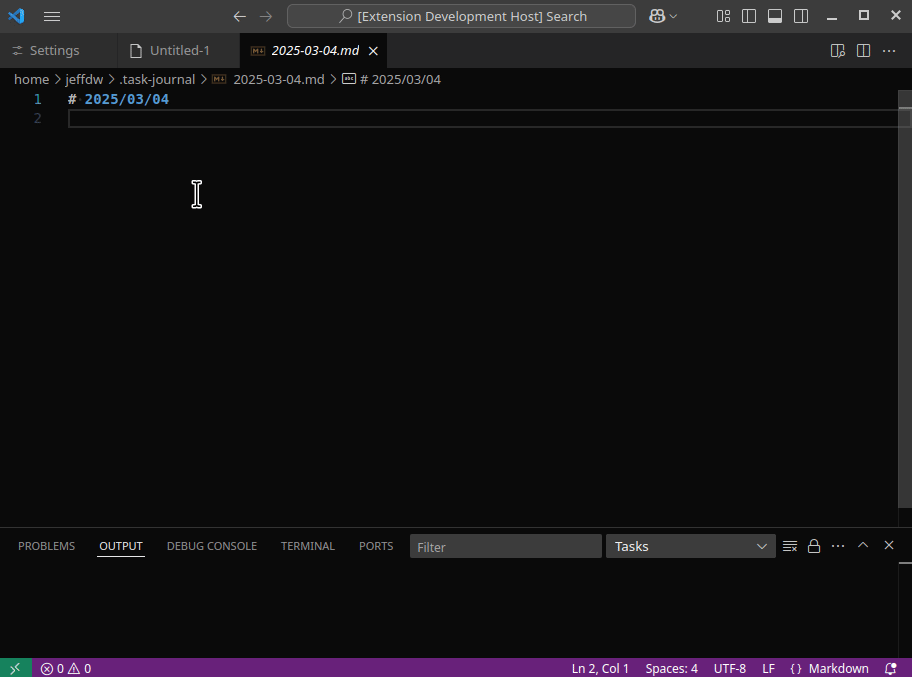 [Extension Development Host] Search
Settings
Untitled-1
M↓ 2025-03-04.md
home > jeffdw > .task-journal > M↓ 2025-03-04.md > abc # 2025/03/04
1 # 2025/03/04
2
PROBLEMS OUTPUT DEBUG CONSOLE TERMINAL PORTS Filter Tasks
0 0 Ln 2, Col 1 Spaces: 4 UTF-8 LF {} Markdown